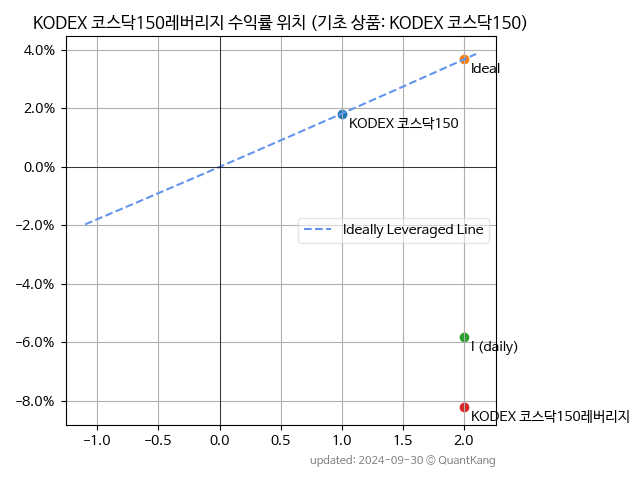 KODEX 코스닥150레버리지 수익률 위치 (기초 상품: KODEX 코스닥150)
4.0%
Ideal
2.0%
KODEX 코스닥150
0.0%
−2.0%
Ideally Leveraged Line
−4.0%
−6.0%
I (daily)
−8.0%
KODEX 코스닥150레버리지
−1.0 −0.5 0.0 0.5 1.0 1.5 2.0
updated: 2024-09-30 © QuantKang